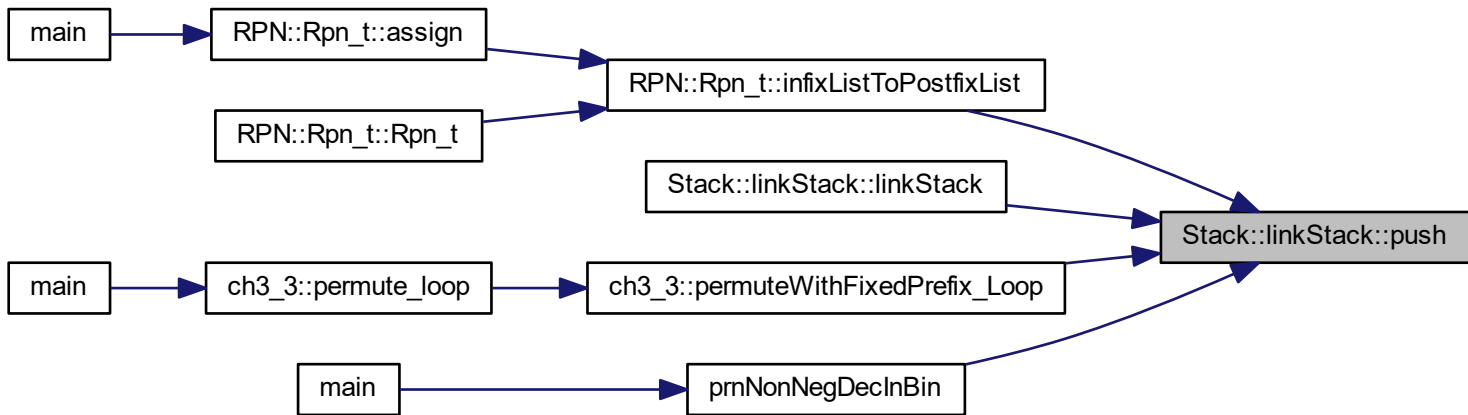 main
RPN::Rpn_t::assign
RPN::Rpn_t::infixListToPostfixList
RPN::Rpn_t::Rpn_t
Stack::linkStack::linkStack
Stack::linkStack::push
main
ch3_3::permute_loop
ch3_3::permuteWithFixedPrefix_Loop
main
prnNonNegDecInBin